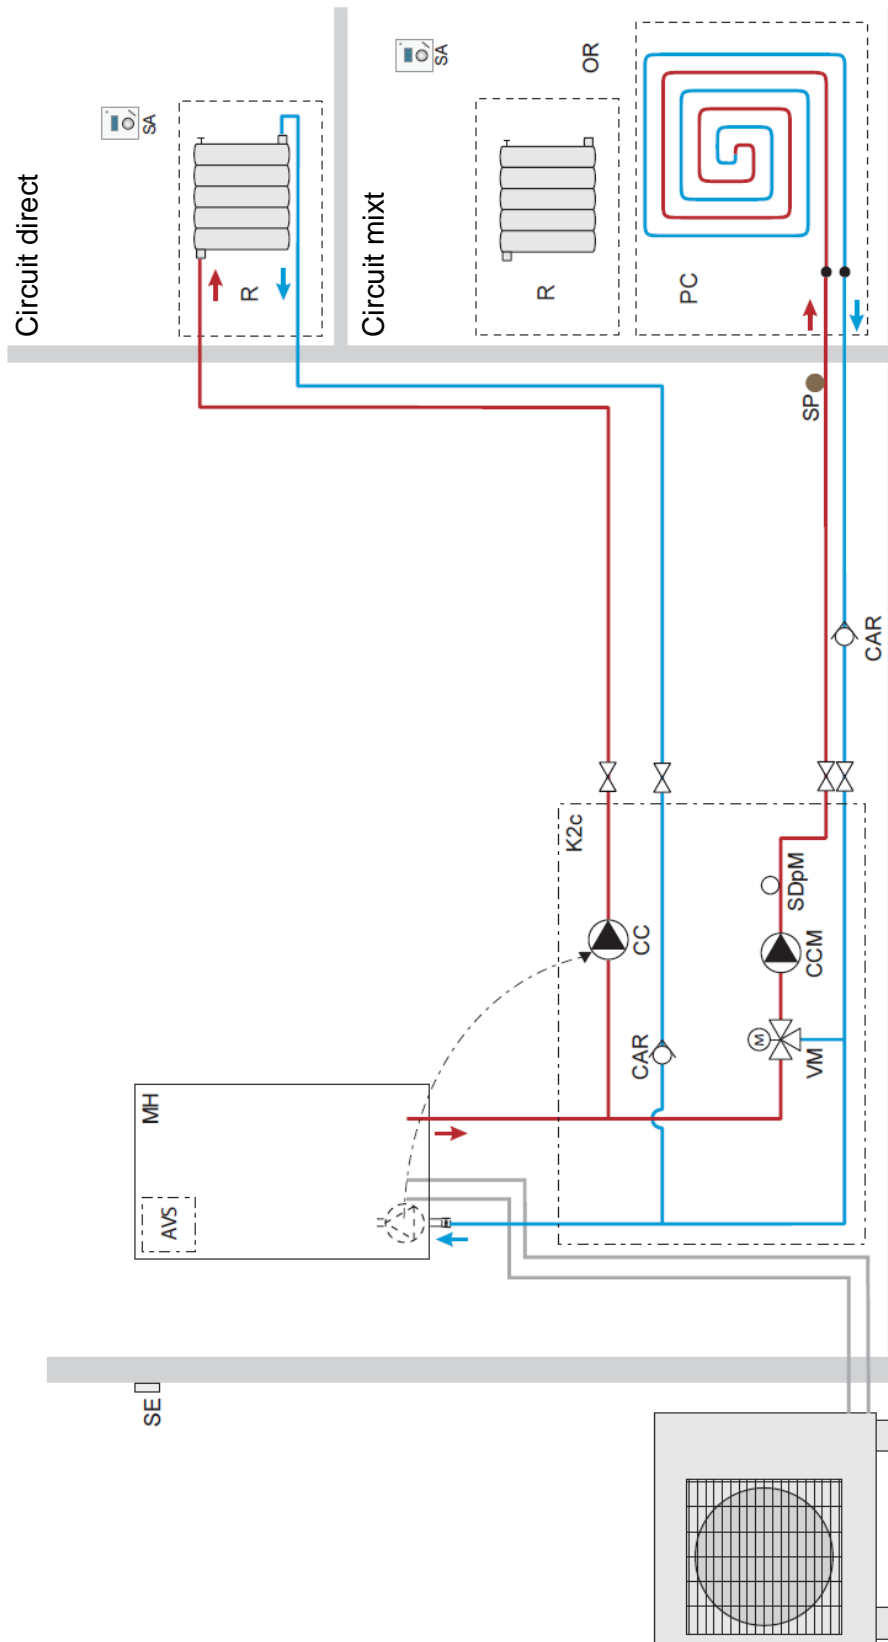 Circuit direct
SA
R
Circuit mixt
SA
OR
R
PC
SP
CAR
K2c
CC
SDpM
CCM
CAR
M
VM
MH
AVS
SE